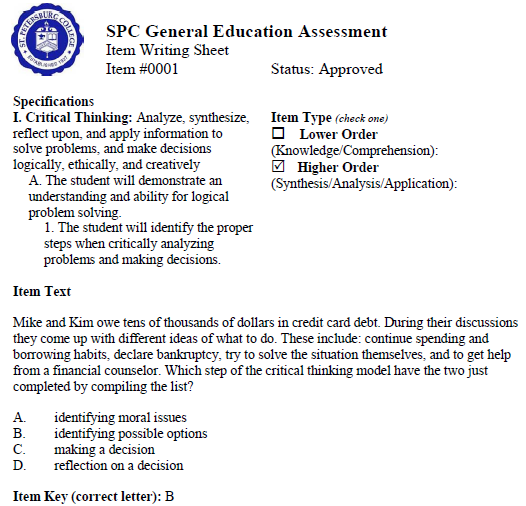 ST. PETERSBURG COLLEGE
SPC General Education Assessment
Item Writing Sheet
Item #0001 Status: Approved
Specifications
I. Critical Thinking: Analyze, synthesize,
reflect upon, and apply information to
solve problems, and make decisions
logically, ethically, and creatively
A. The student will demonstrate an
understanding and ability for logical
problem solving.
1. The student will identify the proper
steps when critically analyzing
problems and making decisions.
Item Type (check one)
☐ Lower Order
(Knowledge/Comprehension):
☑ Higher Order
(Synthesis/Analysis/Application):
Item Text
Mike and Kim owe tens of thousands of dollars in credit card debt. During their discussions
they come up with different ideas of what to do. These include: continue spending and
borrowing habits, declare bankruptcy, try to solve the situation themselves, and to get help
from a financial counselor. Which step of the critical thinking model have the two just
completed by compiling the list?
A. identifying moral issues
B. identifying possible options
C. making a decision
D. reflection on a decision
Item Key (correct letter): B